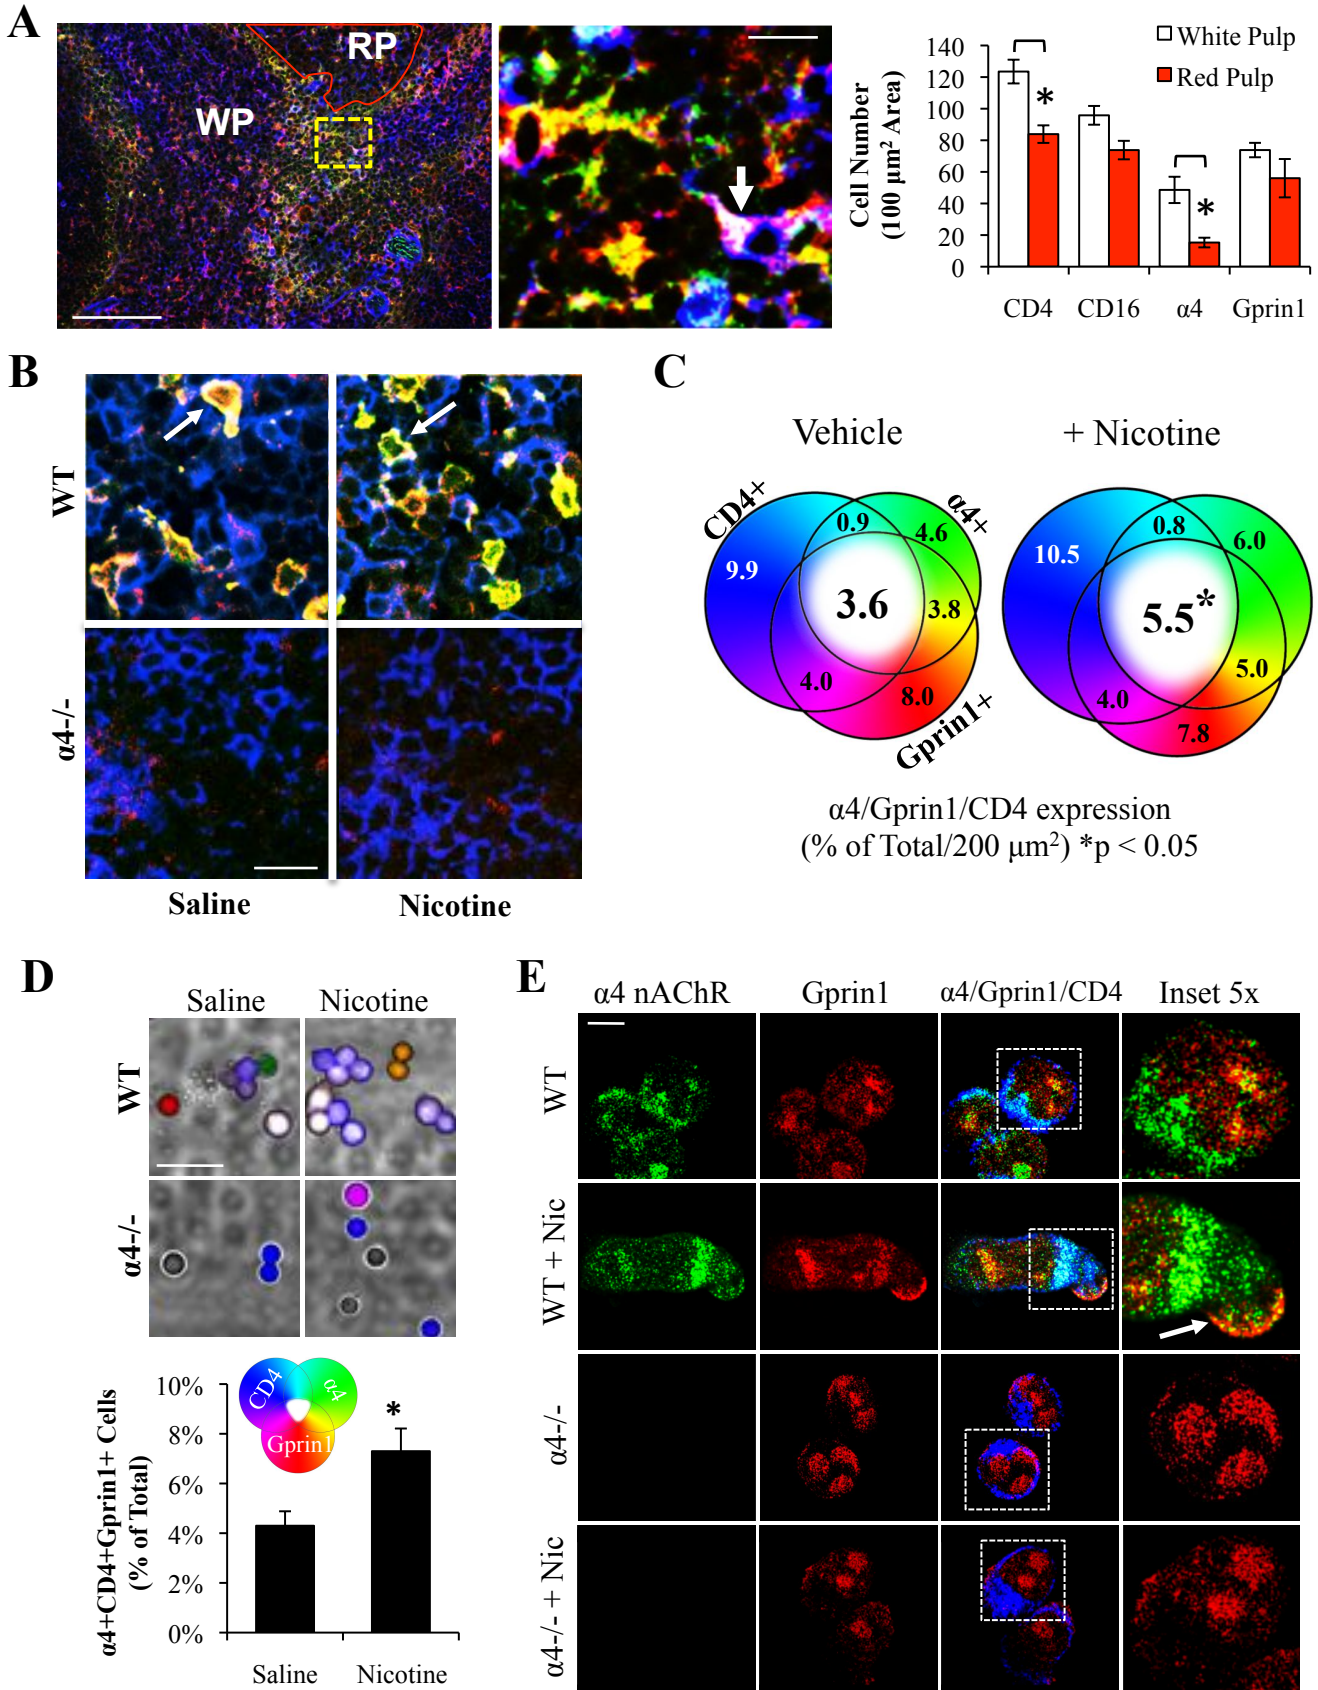 A
RP
WP
White Pulp
Red Pulp
Cell Number
(100 μm² Area)
140
120
100
80
60
40
20
0
*
*
CD4
CD16
α4
Gprin1
B
WT
α4-/-
Saline
Nicotine
C
Vehicle
+ Nicotine
CD4+
α4+
Gprin1+
0.9
4.6
9.9
3.6
3.8
4.0
8.0
0.8
6.0
10.5
5.5*
5.0
4.0
7.8
α4/Gprin1/CD4 expression
(% of Total/200 μm²) *p < 0.05
D
Saline
Nicotine
WT
α4-/-
α4+CD4+Gprin1+ Cells
(% of Total)
10%
8%
6%
4%
2%
0%
CD4
α4
Gprin1
*
Saline
Nicotine
E
α4 nAChR
Gprin1
α4/Gprin1/CD4
Inset 5x
WT
WT + Nic
α4-/-
α4-/- + Nic